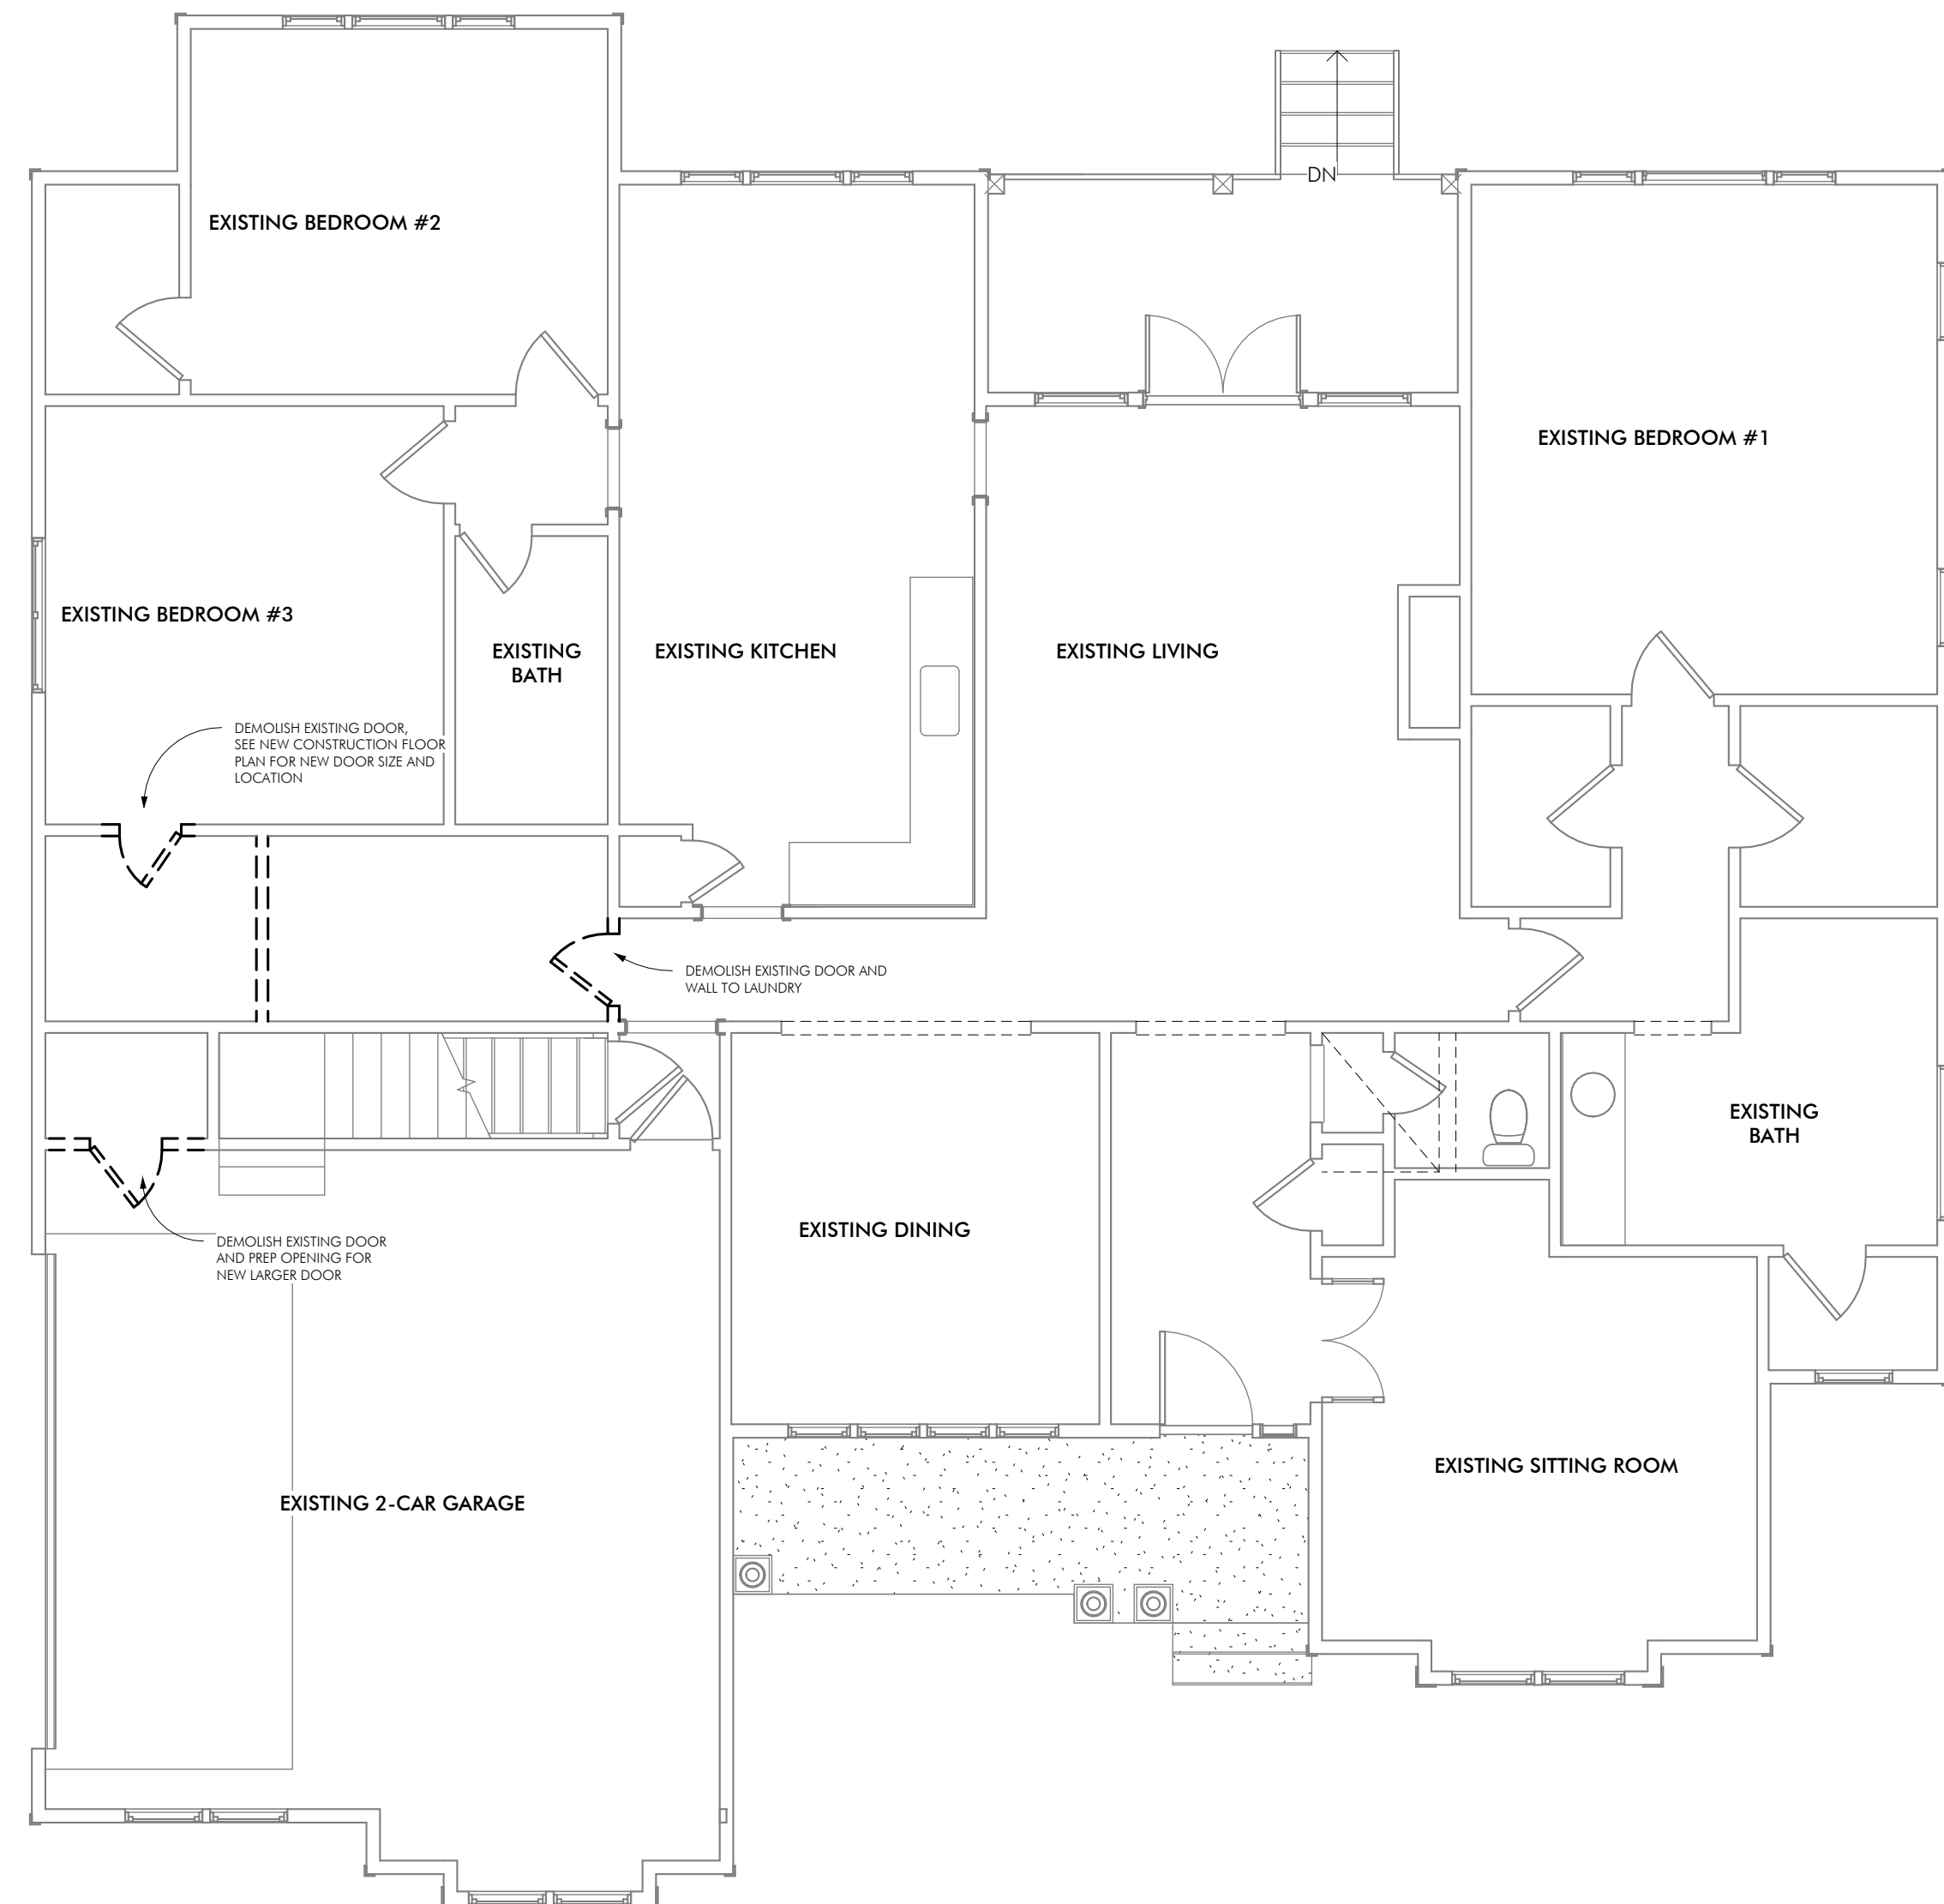 DN
EXISTING BEDROOM #2
EXISTING BEDROOM #1
EXISTING BEDROOM #3
EXISTING
BATH
EXISTING KITCHEN
EXISTING LIVING
DEMOLISH EXISTING DOOR,
SEE NEW CONSTRUCTION FLOOR
PLAN FOR NEW DOOR SIZE AND
LOCATION
DEMOLISH EXISTING DOOR AND
WALL TO LAUNDRY
EXISTING
BATH
EXISTING DINING
DEMOLISH EXISTING DOOR
AND PREP OPENING FOR
NEW LARGER DOOR
EXISTING SITTING ROOM
EXISTING 2-CAR GARAGE